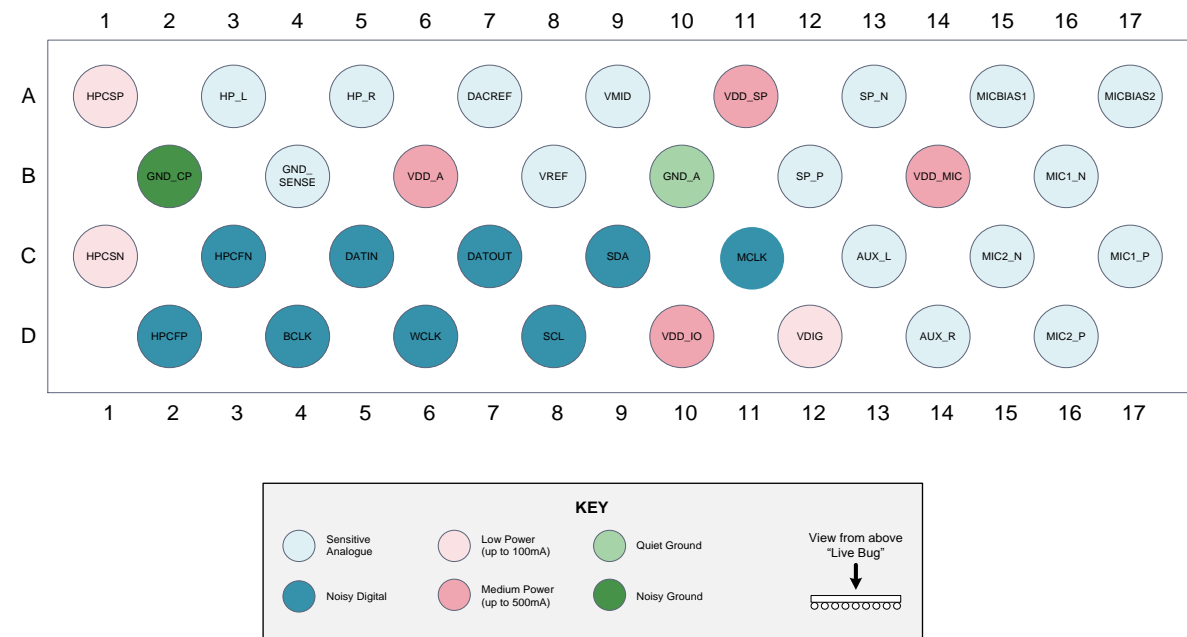 1 2 3 4 5 6 7 8 9 10 11 12 13 14 15 16 17
A HPCSP HP_L HP_R DACREF VMID VDD_SP SP_N MICBIAS1 MICBIAS2
B GND_CP GND_ SENSE VDD_A VREF GND_A SP_P VDD_MIC MIC1_N
C HPCSN HPCFN DATIN DATOUT SDA MCLK AUX_L MIC2_N MIC1_P
D HPCFP BCLK WCLK SCL VDD_IO VDIG AUX_R MIC2_P
1 2 3 4 5 6 7 8 9 10 11 12 13 14 15 16 17
KEY
Sensitive
Analogue
Low Power
(up to 100mA)
Quiet Ground
Noisy Digital
Medium Power
(up to 500mA)
Noisy Ground
View from above
“Live Bug”